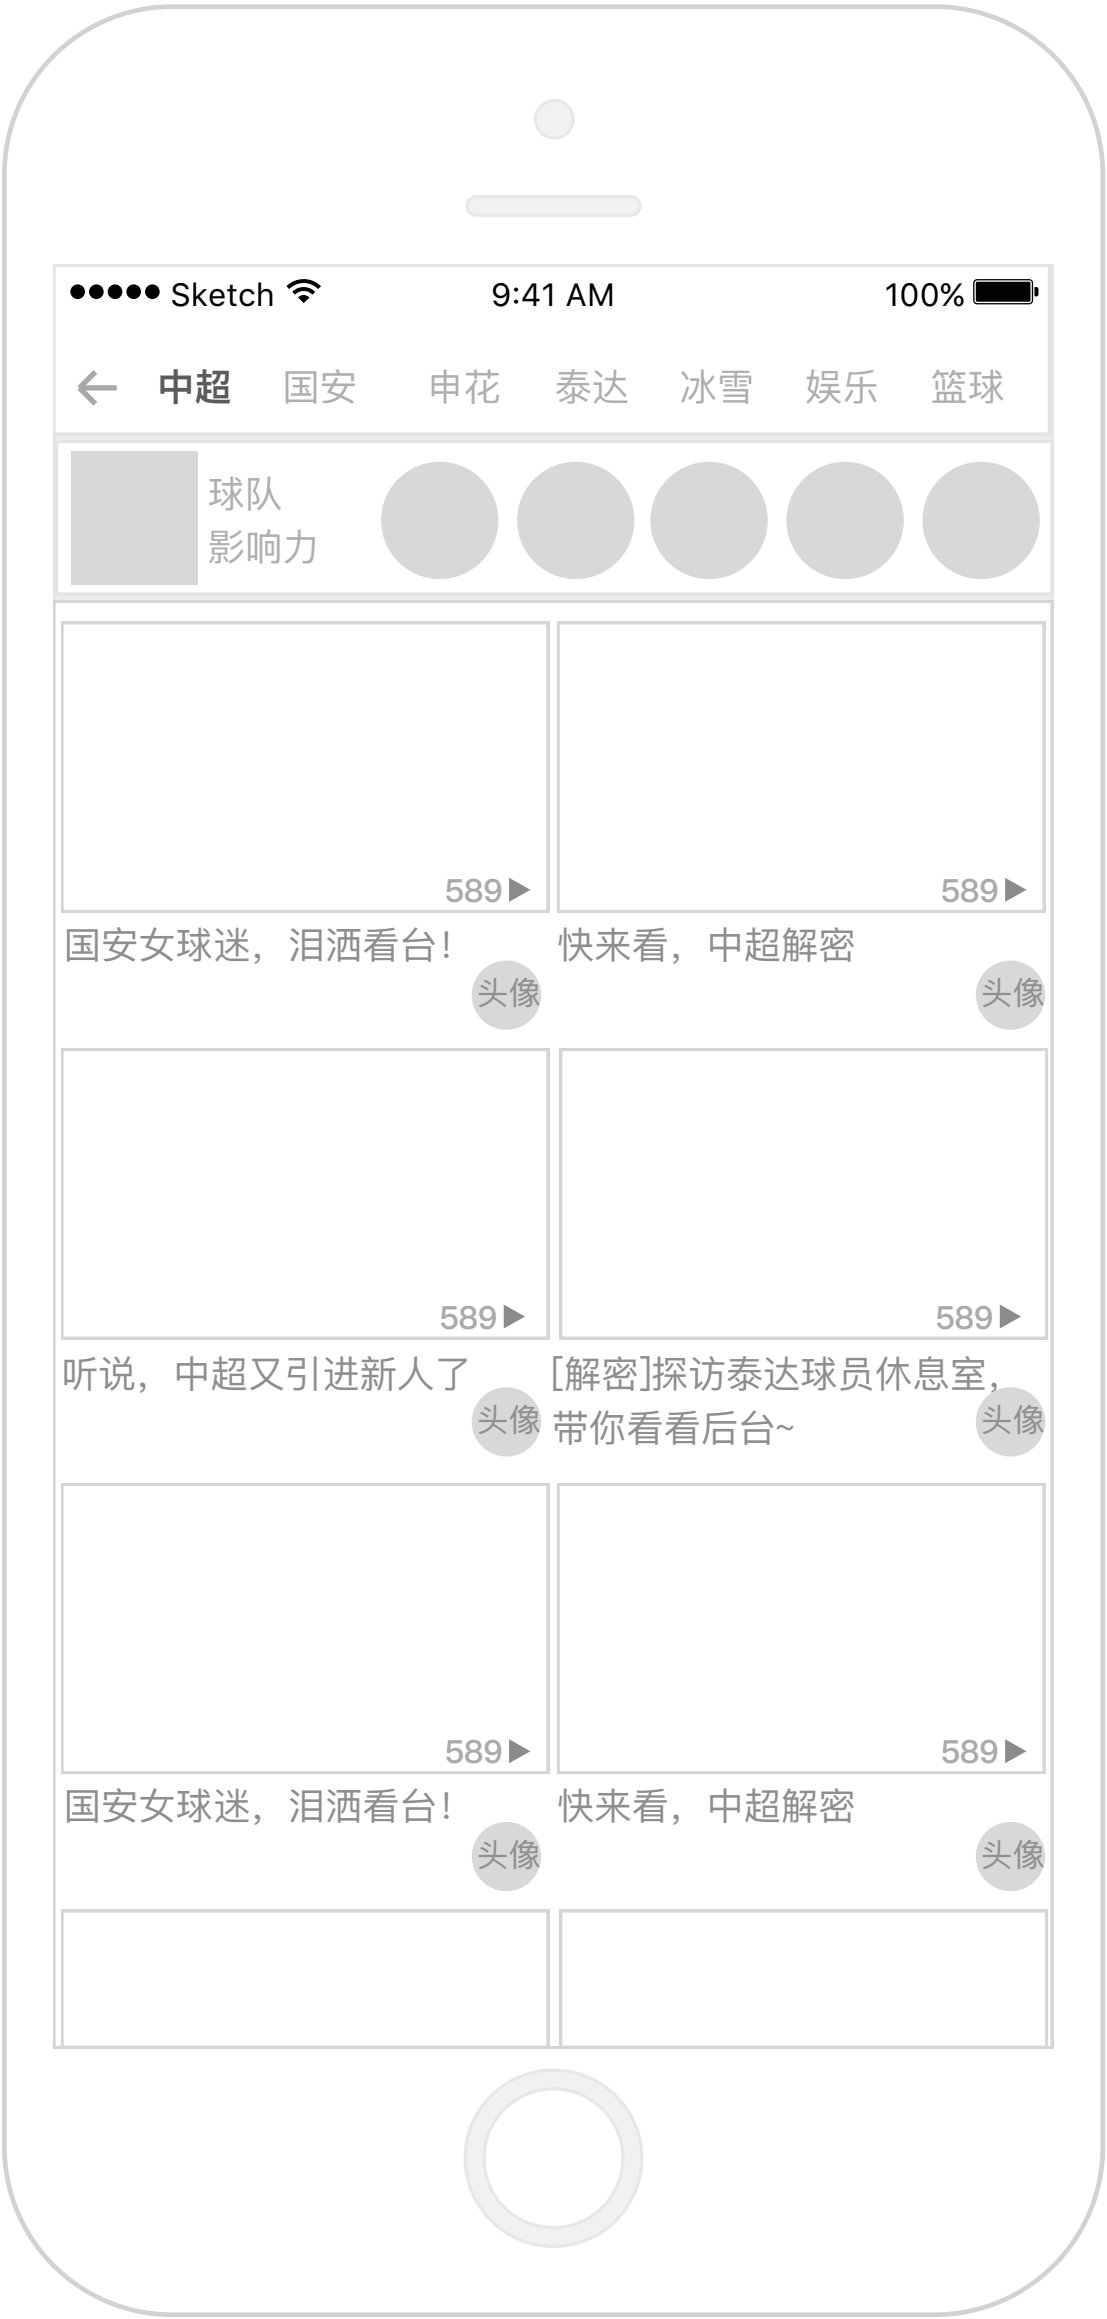 Sketch 9:41 AM 100%
中超 国安 申花 泰达 冰雪 娱乐 篮球
球队
影响力
589 589
国安女球迷，泪洒看台！ 快来看，中超解密
头像 头像
589 589
听说，中超又引进新人了 [解密]探访泰达球员休息室，
带你看看后台~
头像 头像
589 589
国安女球迷，泪洒看台！ 快来看，中超解密
头像 头像